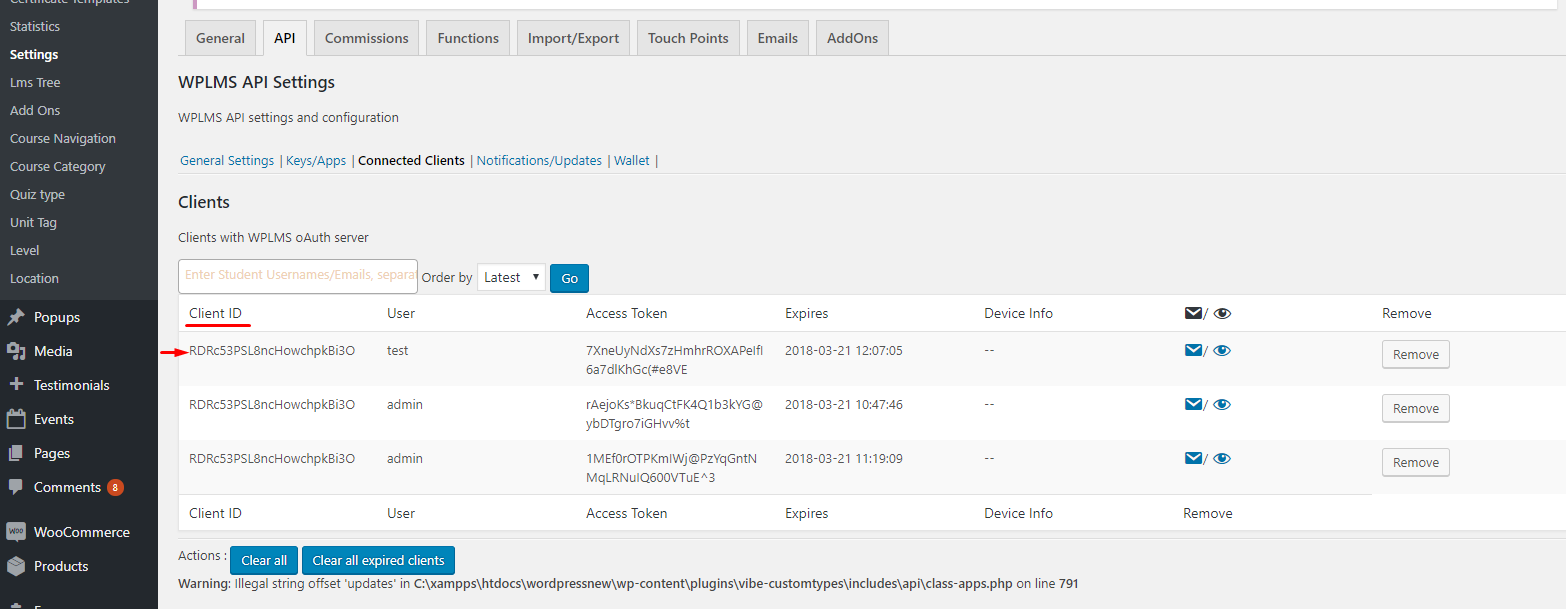 Statistics
Settings
Lms Tree
Add Ons
Course Navigation
Course Category
Quiz type
Unit Tag
Level
Location
Popups
Media
Testimonials
Events
Pages
Comments 8
WooCommerce
Products
General API Commissions Functions Import/Export Touch Points Emails AddOns
WPLMS API Settings
WPLMS API settings and configuration
General Settings | Keys/Apps | Connected Clients | Notifications/Updates | Wallet |
Clients
Clients with WPLMS oAuth server
Enter Student Usernames/Emails, separat Order by Latest Go
Client ID User Access Token Expires Device Info / Remove
RDRc53PSL8ncHowchpkBi3O test 7XneUyNdXs7zHmhrROXAPeIfI 2018-03-21 12:07:05 -- / Remove
6a7dlKhGc(#e8VE
RDRc53PSL8ncHowchpkBi3O admin rAejoKs*BkuqCtFK4Q1b3kYG@ 2018-03-21 10:47:46 -- / Remove
ybDTgro7iGHvv%t
RDRc53PSL8ncHowchpkBi3O admin 1MEf0rOTPKmIWj@PzYqGntN 2018-03-21 11:19:09 -- / Remove
MqLRNuIQ600VTuE^3
Client ID User Access Token Expires Device Info Remove
Actions : Clear all Clear all expired clients
Warning: Illegal string offset 'updates' in C:\xampps\htdocs\wordpressnew\wp-content\plugins\vibe-customtypes\includes\api\class-apps.php on line 791